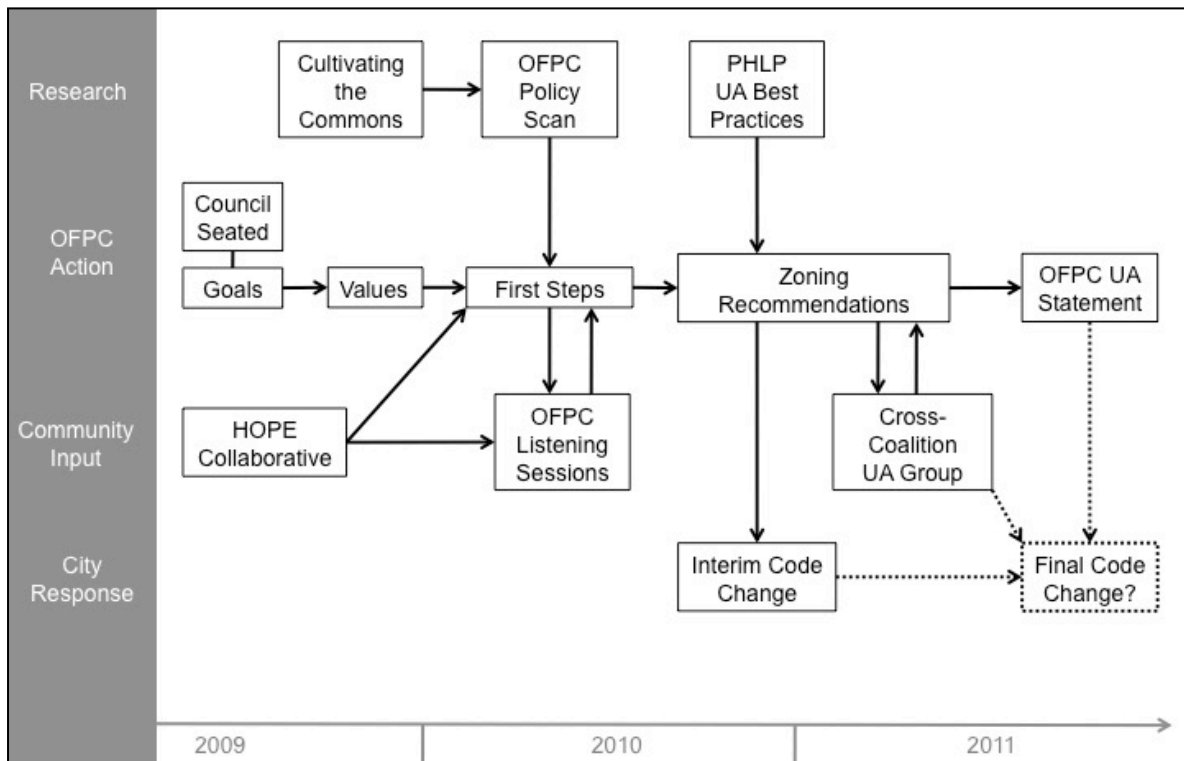 Research
Cultivating
the
Commons
OFPC
Policy
Scan
PHLP
UA Best
Practices
OFPC
Action
Council
Seated
Goals
Values
First Steps
Zoning
Recommendations
OFPC UA
Statement
Community
Input
HOPE
Collaborative
OFPC
Listening
Sessions
Cross-
Coalition
UA Group
City
Response
Interim Code
Change
Final Code
Change?
2009
2010
2011